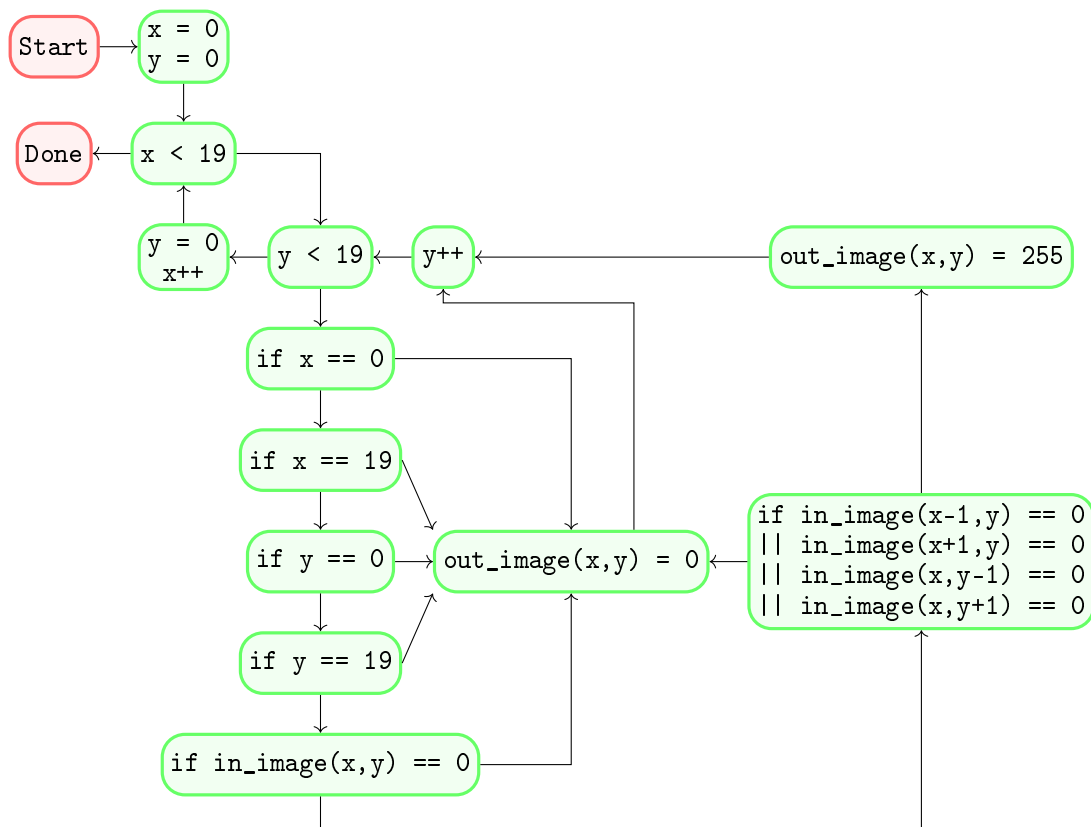 Start
x = 0
y = 0
Done
x < 19
y = 0
x++
y < 19
y++
out_image(x,y) = 255
if x == 0
if x == 19
if y == 0
out_image(x,y) = 0
if in_image(x-1,y) == 0
|| in_image(x+1,y) == 0
|| in_image(x,y-1) == 0
|| in_image(x,y+1) == 0
if y == 19
if in_image(x,y) == 0